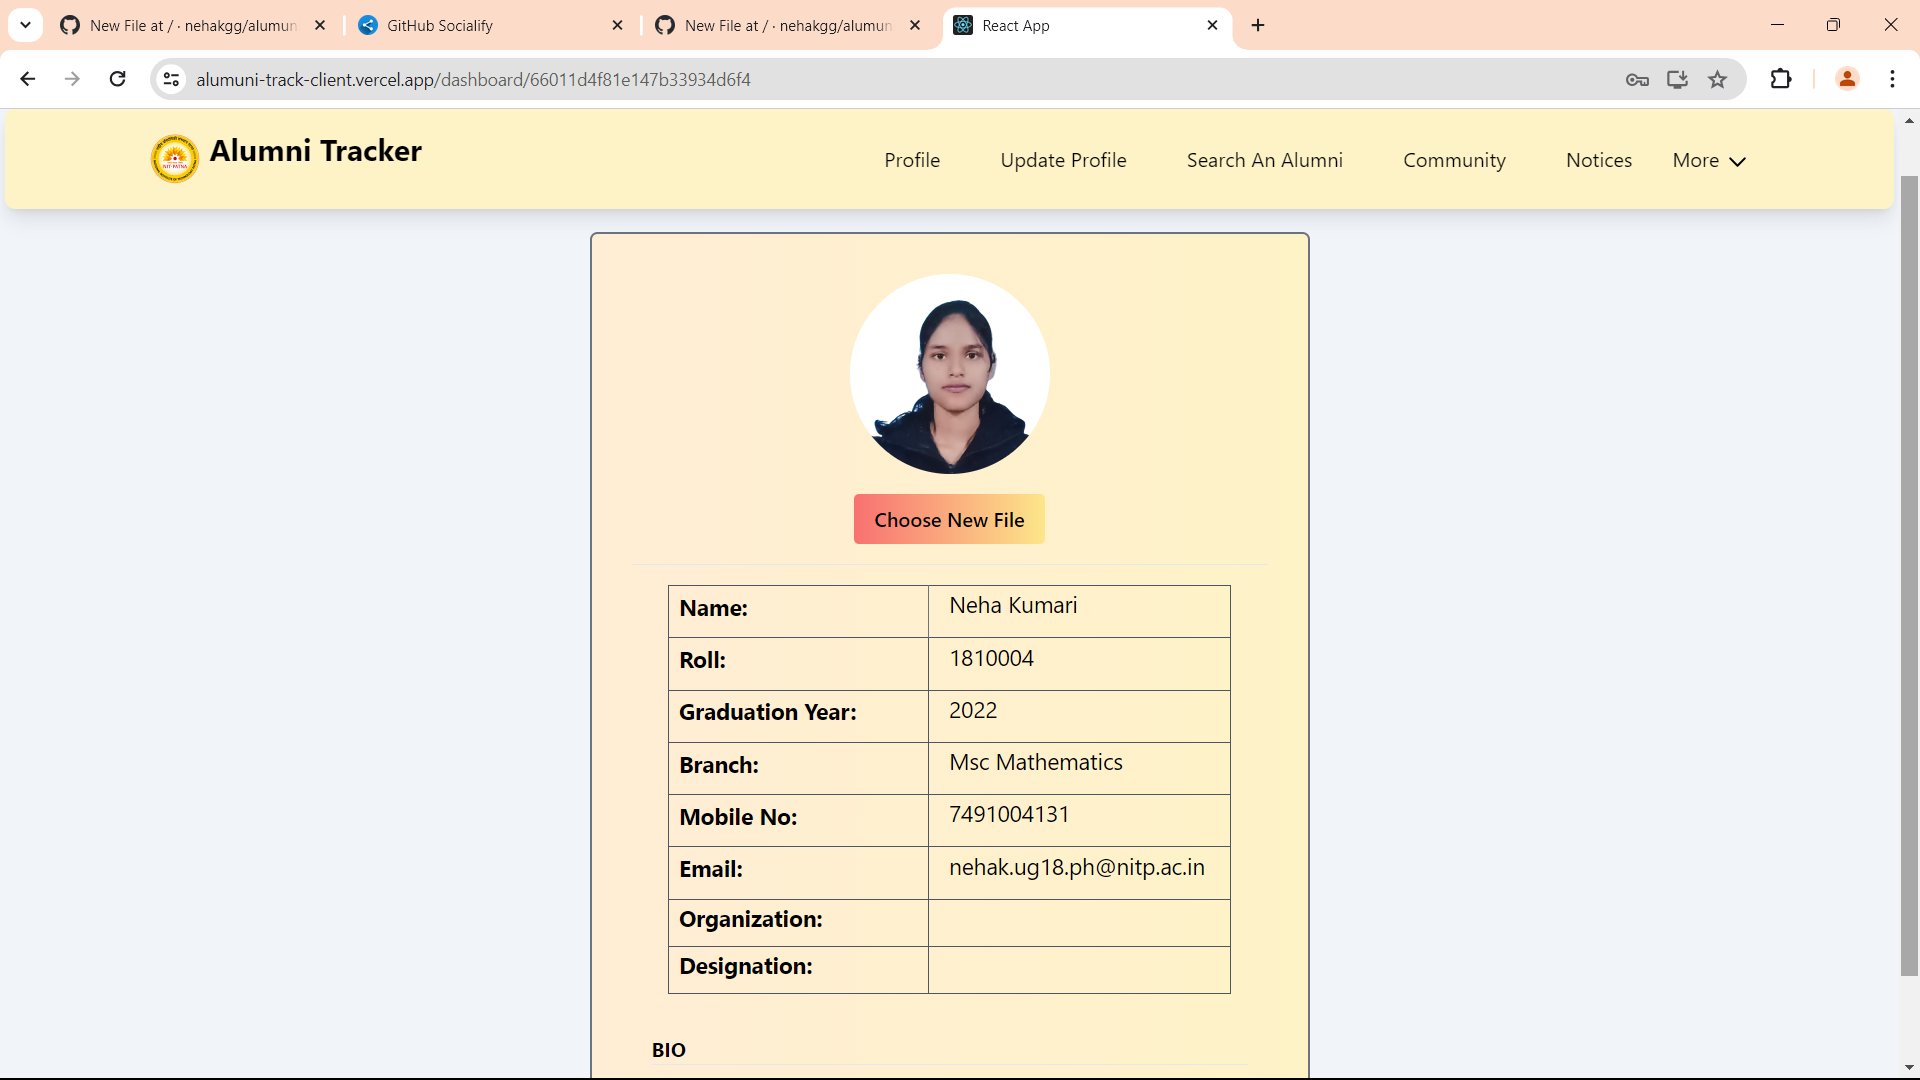 New File at / · nehakgg/alumun
GitHub Socialify
New File at / · nehakgg/alumun
React App
alumuni-track-client.vercel.app/dashboard/66011d4f81e147b33934d6f4
Alumni Tracker
Profile
Update Profile
Search An Alumni
Community
Notices
More
Choose New File
Name: Neha Kumari
Roll: 1810004
Graduation Year: 2022
Branch: Msc Mathematics
Mobile No: 7491004131
Email: nehak.ug18.ph@nitp.ac.in
Organization:
Designation:
BIO